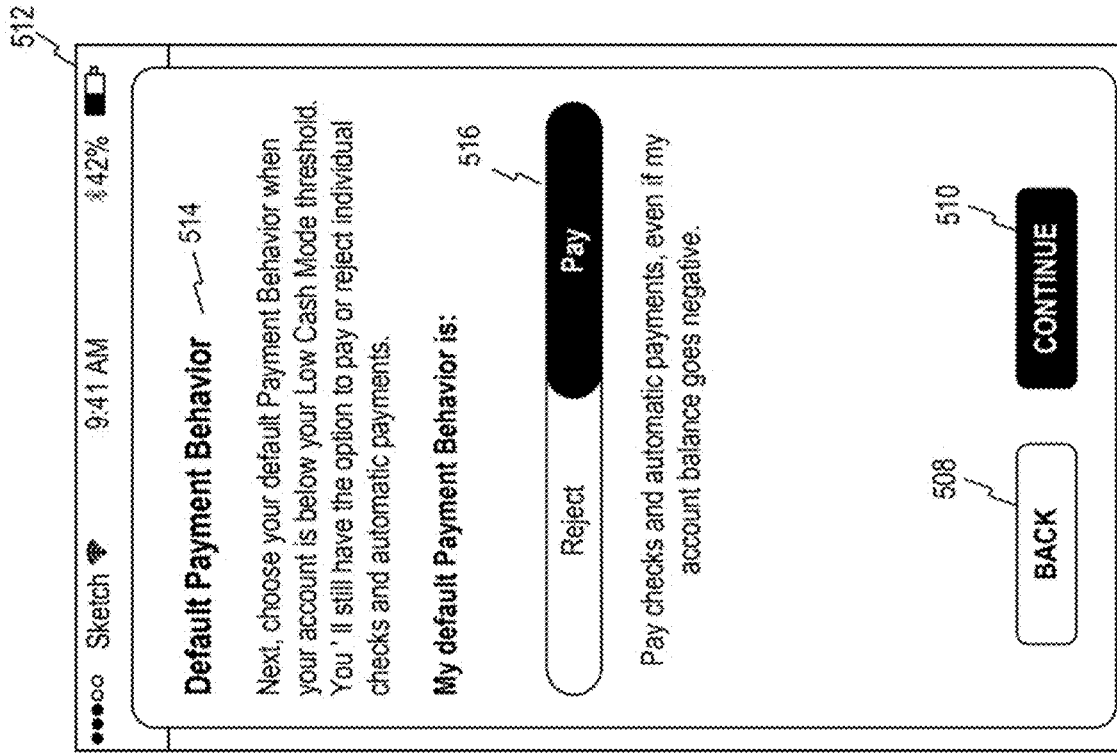 512
●●●○○ Sketch 9:41 AM 42%
Default Payment Behavior 514
Next, choose your default Payment Behavior when
your account is below your Low Cash Mode threshold.
You'll still have the option to pay or reject individual
checks and automatic payments.
My default Payment Behavior is:
516
Reject Pay
Pay checks and automatic payments, even if my
account balance goes negative.
508 510
BACK CONTINUE